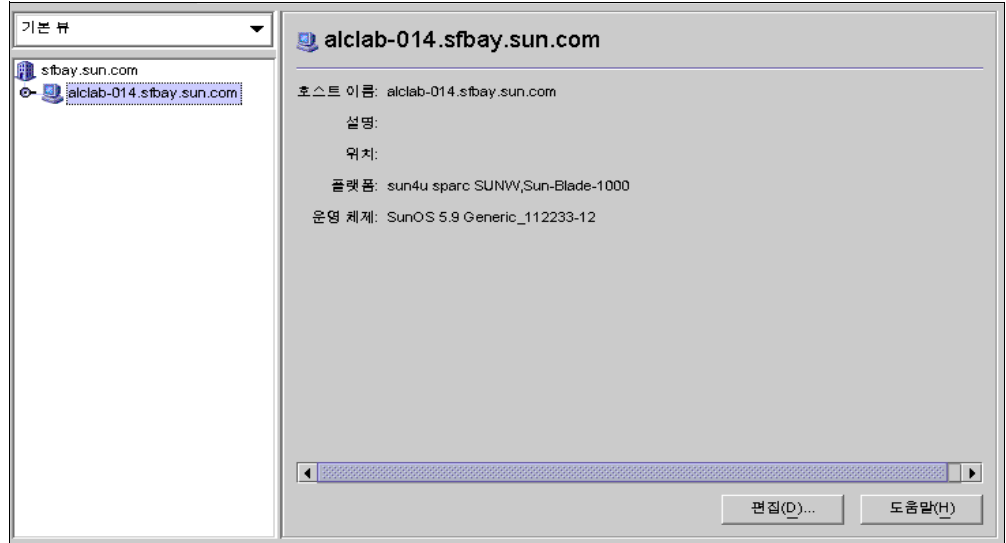 기본 뷰
sfbay.sun.com
alclab-014.sfbay.sun.com
alclab-014.sfbay.sun.com
호스트 이름: alclab-014.sfbay.sun.com
설명:
위치:
플랫폼: sun4u sparc SUNW,Sun-Blade-1000
운영 체제: SunOS 5.9 Generic_112233-12
편집(D)...
도움말(H)